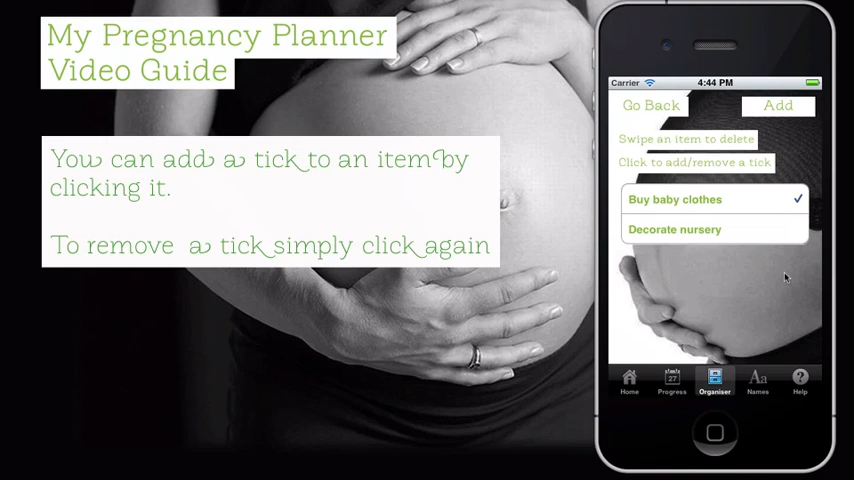 My Pregnancy Planner
Video Guide
You can add a tick to an item by
clicking it.
To remove a tick simply click again
Carrier 4:44 PM
Go Back Add
Swipe an item to delete
Click to add/remove a tick
Buy baby clothes
Decorate nursery
27
Aa
?
Home Progress Organiser Names Help